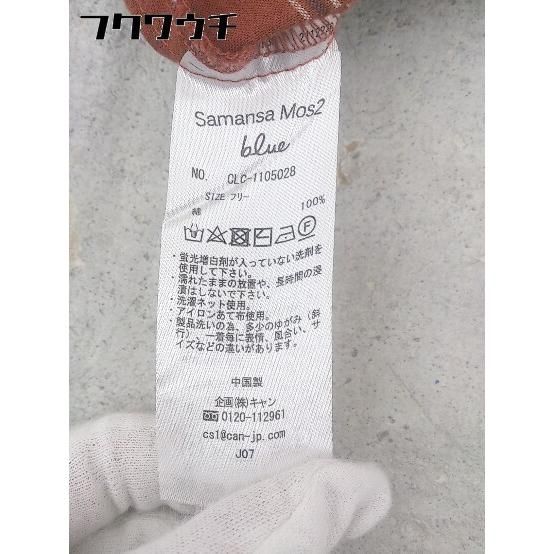 フクワウチ
Samansa Mos2
blue
NO. CLC-1105028
SIZE フリー
綿 100%
・蛍光増白剤が入っていない洗剤を
使用して下さい。
・濡れたままの放置や、長時間の浸
漬はしないで下さい。
・洗濯ネット使用。
・アイロンあて布使用。
・製品洗いの為、多少のゆがみ（斜
行）、一着毎に表情、風合い、サ
イズなどの違いがあります。
中国製
企画(株)キャン
0120-112961
cs1@can-jp.com
J07